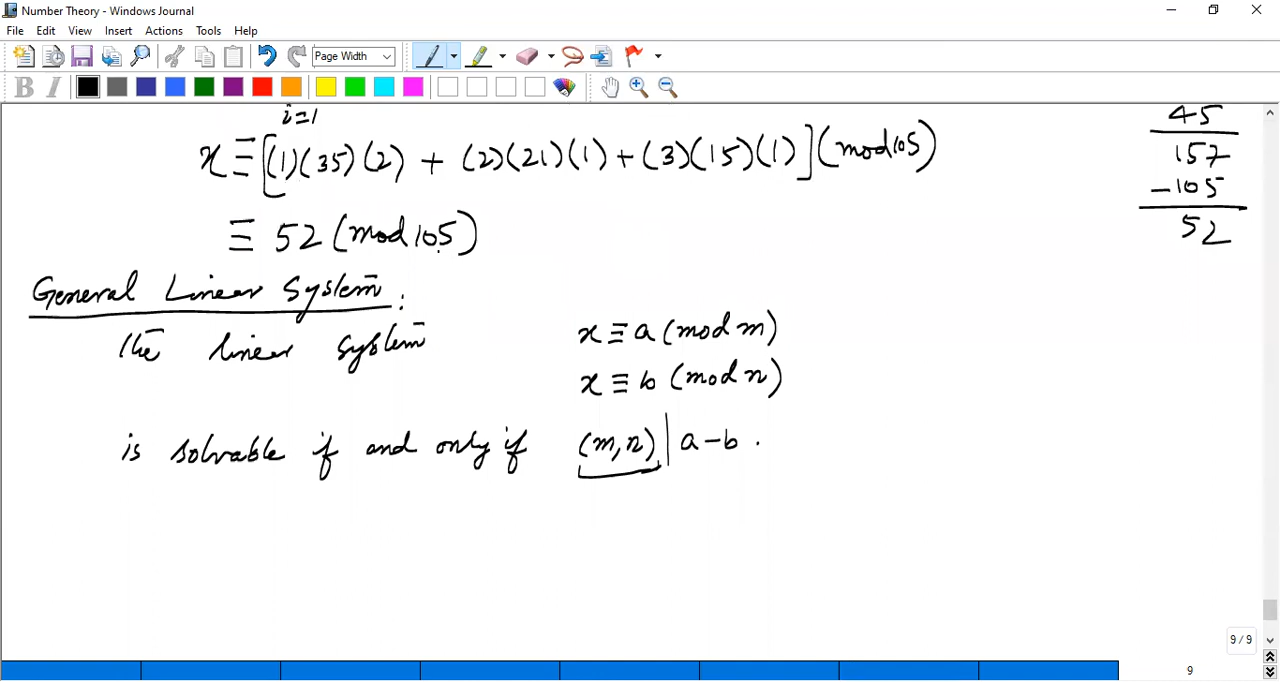 Number Theory - Windows Journal
File Edit View Insert Actions Tools Help
Page Width
B I
i=1
x ≡ [(1)(35)(2) + (2)(21)(1) + (3)(15)(1)] (mod 105)
≡ 52 (mod 105)
45
157
-105
52
General Linear System:
The linear system
x ≡ a (mod m)
x ≡ b (mod n)
is solvable if and only if (m,n) | a-b.
9 / 9
9